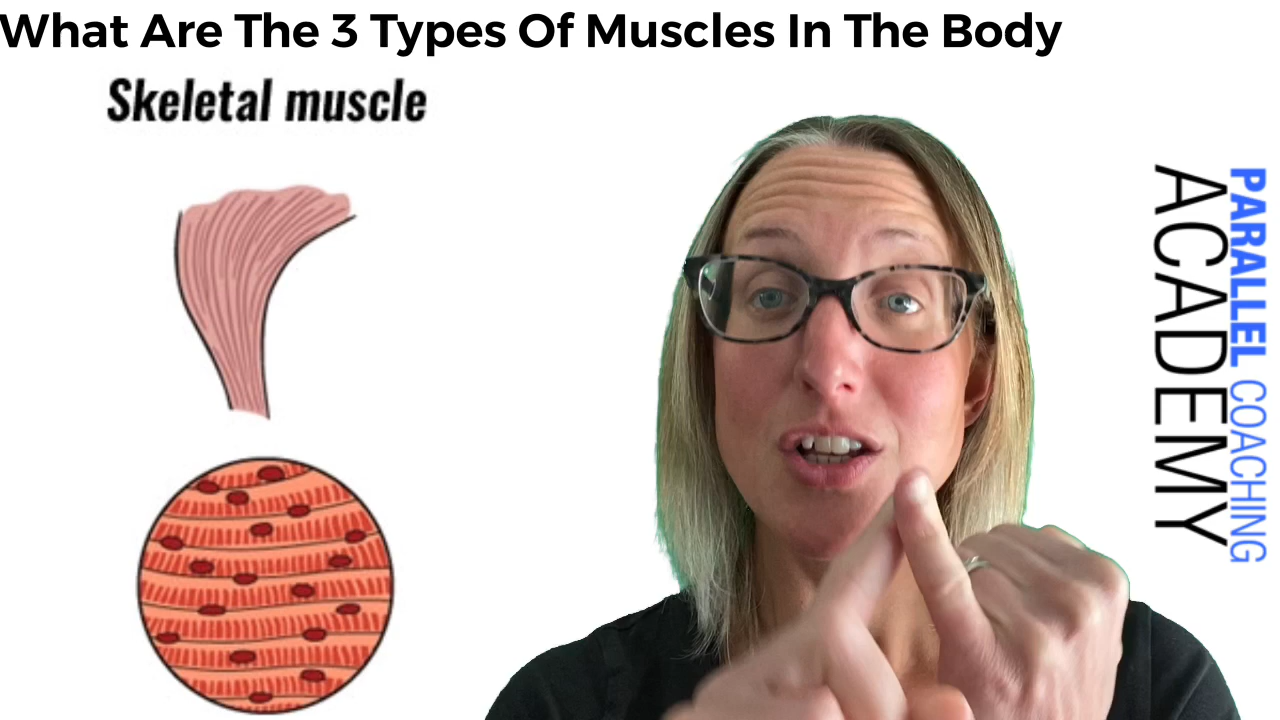 What Are The 3 Types Of Muscles In The Body
Skeletal muscle
PARALLEL COACHING
ACADEMY